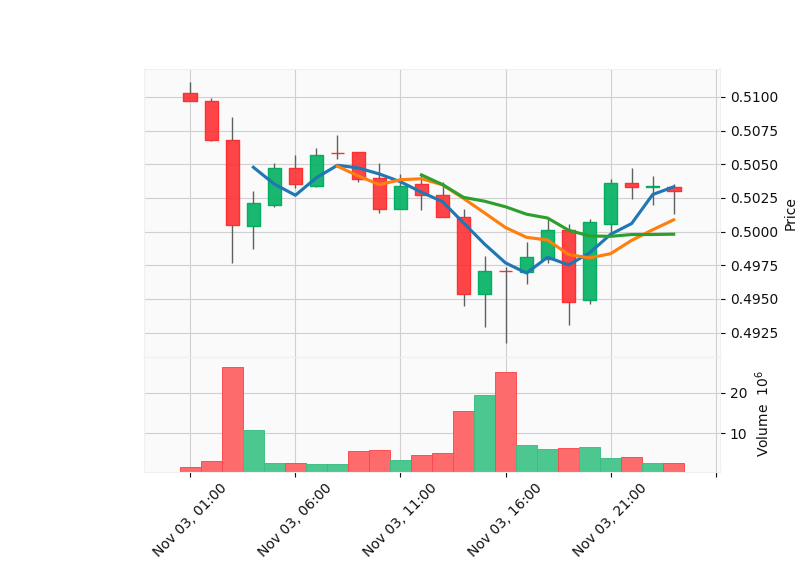 0.5100
0.5075
0.5050
0.5025
0.5000
0.4975
0.4950
0.4925
Price
20
10
Volume 10^6
Nov 03, 01:00
Nov 03, 06:00
Nov 03, 11:00
Nov 03, 16:00
Nov 03, 21:00